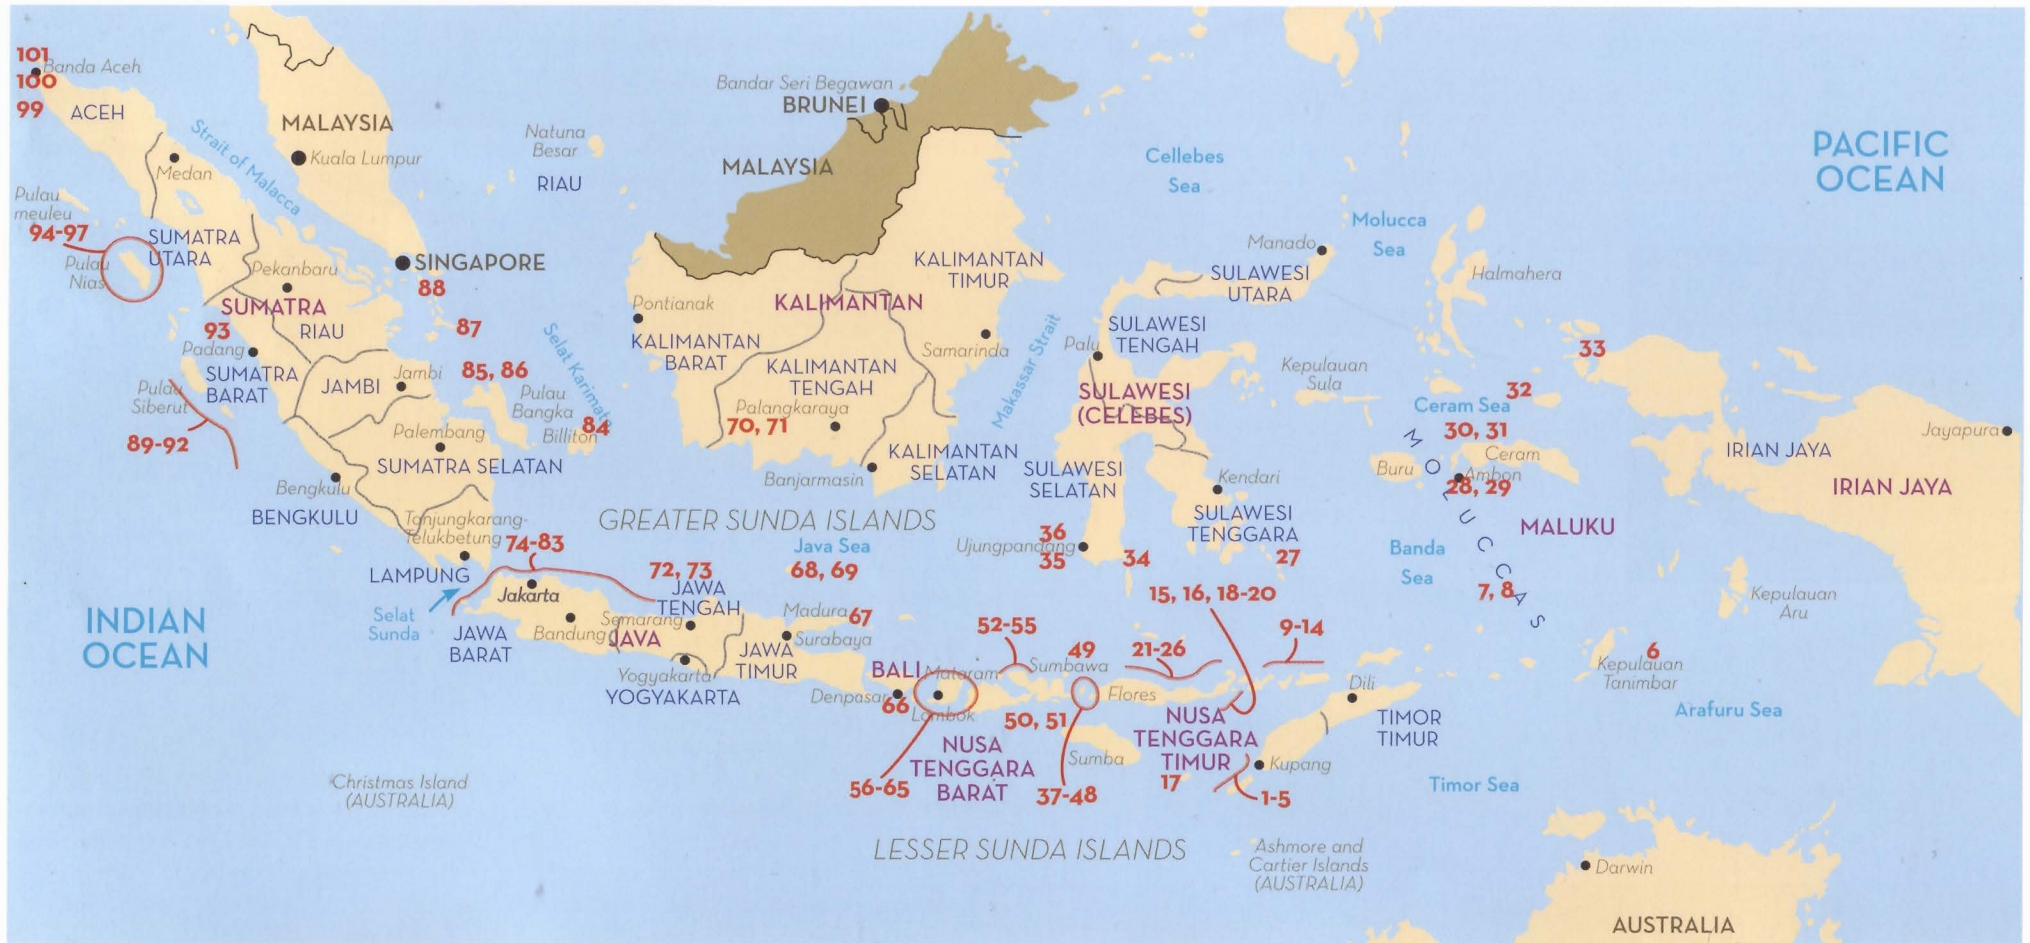 101
Banda Aceh
100
99
ACEH
Strait of Malacca
MALAYSIA
Kuala Lumpur
Medan
Natuna
Besar
RIAU
Bandar Seri Begawan
BRUNEI
MALAYSIA
Cellebes
Sea
PACIFIC
OCEAN
Pulau
meuleu
94-97
Pulau
Nias
SUMATRA
UTARA
Pekanbaru
SINGAPORE
88
87
SUMATRA
RIAU
93
Padang
SUMATRA
BARAT
JAMBI
Jambi
85, 86
Pulau
Bangka
Billiton
84
Selat Karimata
Pulau
Siberut
89-92
Palembang
SUMATRA SELATAN
Bengkulu
BENGKULU
Tanjungkarang-
Telukbetung
LAMPUNG
Selat
Sunda
INDIAN
OCEAN
Pontianak
KALIMANTAN
BARAT
KALIMANTAN
KALIMANTAN
TIMUR
Samarinda
KALIMANTAN
TENGAH
Palangkaraya
70, 71
Banjarmasin
KALIMANTAN
SELATAN
Makassar Strait
GREATER SUNDA ISLANDS
Java Sea
68, 69
Manado
Molucca
Sea
SULAWESI
UTARA
Halmahera
SULAWESI
TENGAH
Palu
SULAWESI
(CELEBES)
Kepulauan
Sula
SULAWESI
SELATAN
Kendari
SULAWESI
TENGGARA
36
Ujungpandang
35
34
27
33
32
Ceram Sea
30, 31
Ceram
Buru
Ambon
28, 29
MOLUCCAS
MALUKU
Banda
Sea
7, 8
IRIAN JAYA
IRIAN JAYA
Jayapura
Kepulauan
Aru
6
Kepulauan
Tanimbar
Arafuru Sea
74-83
Jakarta
Bandung
JAWA
BARAT
JAVA
72, 73
JAWA
TENGAH
Semarang
Yogyakarta
YOGYAKARTA
Madura
67
Surabaya
JAWA
TIMUR
BALI
Denpasar
66
Mataram
Lombok
56-65
NUSA
TENGGARA
BARAT
52-55
Sumbawa
49
50, 51
37-48
Flores
Sumba
21-26
15, 16, 18-20
9-14
NUSA
TENGGARA
TIMUR
17
Kupang
1-5
Dili
TIMOR
TIMUR
Timor Sea
Christmas Island
(AUSTRALIA)
LESSER SUNDA ISLANDS
Ashmore and
Cartier Islands
(AUSTRALIA)
Darwin
AUSTRALIA